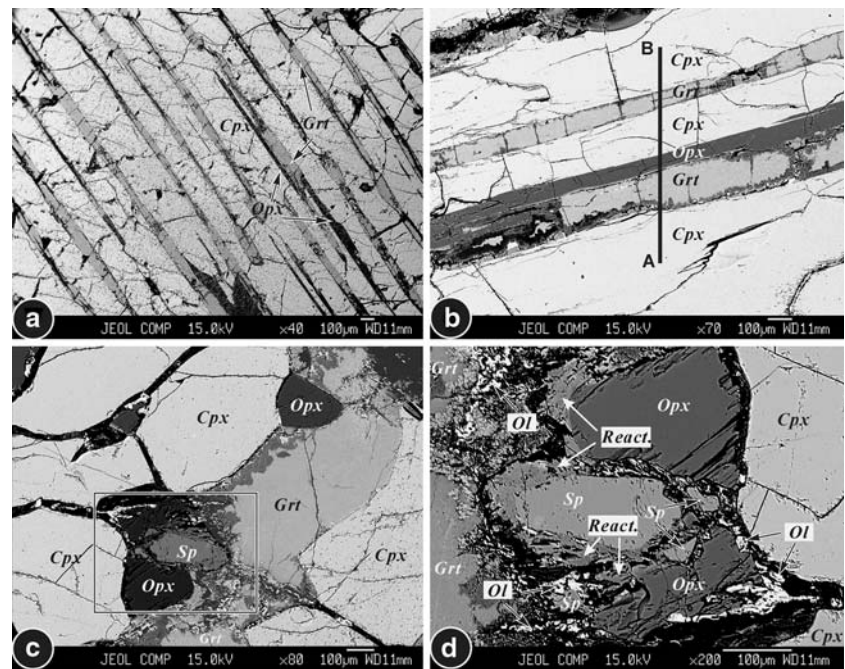 Cpx
Grt
Opx
a
JEOL COMP 15.0kV ×40 100µm WD11mm
B
Cpx
Grt
Cpx
Opx
Grt
Cpx
A
b
JEOL COMP 15.0kV ×70 100µm WD11mm
Cpx
Opx
Grt
Cpx
Sp
Cpx
Opx
Grt
c
JEOL COMP 15.0kV ×80 100µm WD11mm
Grt
Opx
Cpx
Ol
React.
Sp
Sp
React.
Ol
Grt
Opx
Ol
Sp
Cpx
d
JEOL COMP 15.0kV ×200 100µm WD11mm